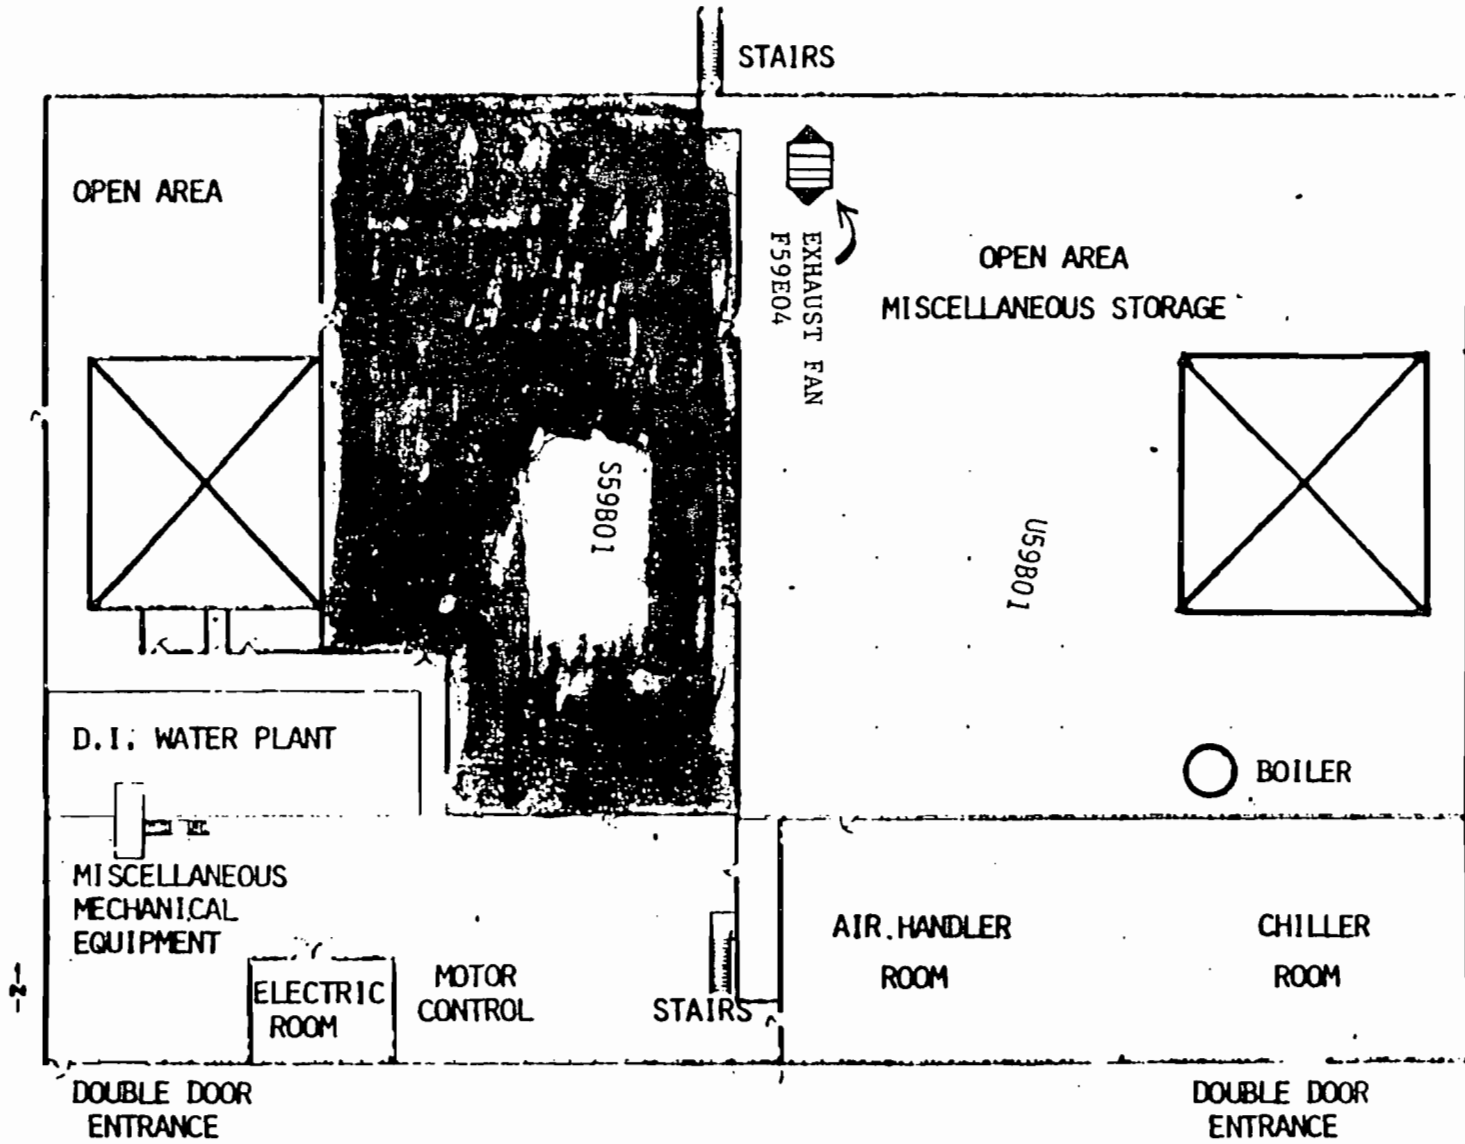 STAIRS
OPEN AREA
EXHAUST FAN
F59E04
OPEN AREA
MISCELLANEOUS STORAGE
S59B01
U59B01
D.I. WATER PLANT
BOILER
MISCELLANEOUS
MECHANICAL
EQUIPMENT
AIR HANDLER
ROOM
CHILLER
ROOM
ELECTRIC
ROOM
MOTOR
CONTROL
STAIRS
-N-
DOUBLE DOOR
ENTRANCE
DOUBLE DOOR
ENTRANCE